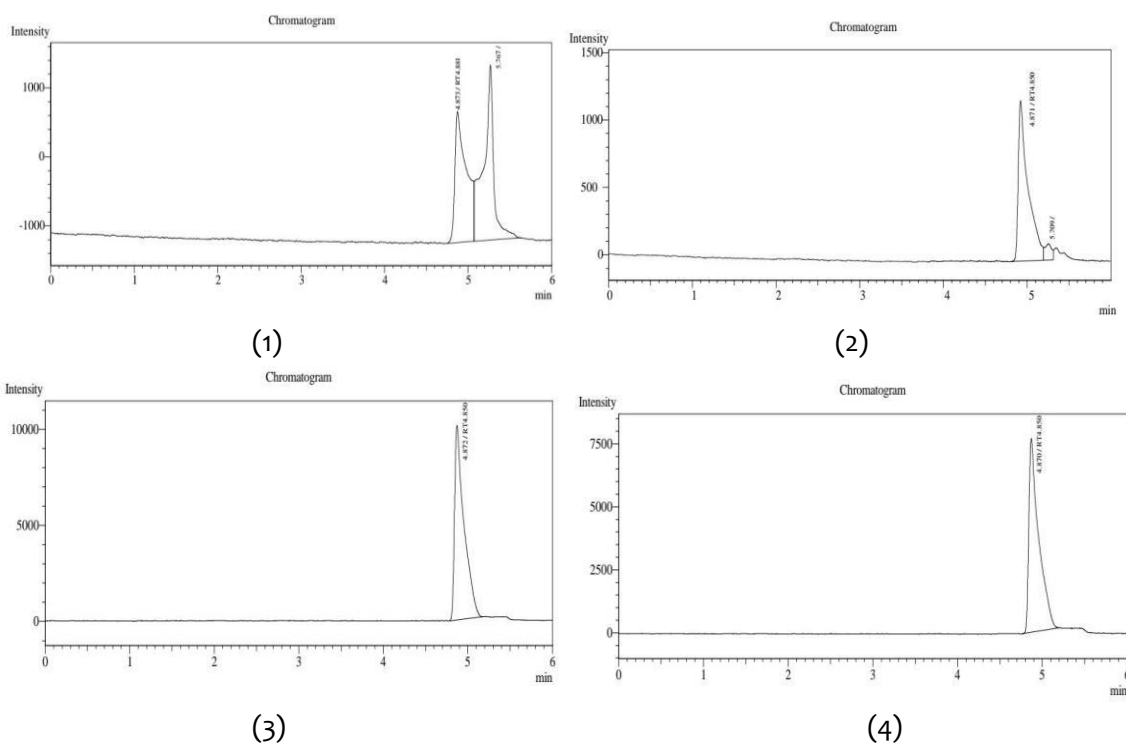 Chromatogram
Intensity
1000
0
-1000
4.873 / RT4.880
5.267 /
0 1 2 3 4 5 6
min
(1)
Chromatogram
Intensity
1500
1000
500
0
4.871 / RT4.850
5.209 /
0 1 2 3 4 5
min
(2)
Chromatogram
Intensity
10000
5000
0
4.872 / RT4.850
0 1 2 3 4 5 6
min
(3)
Chromatogram
Intensity
7500
5000
2500
0
4.870 / RT4.850
0 1 2 3 4 5 6
min
(4)